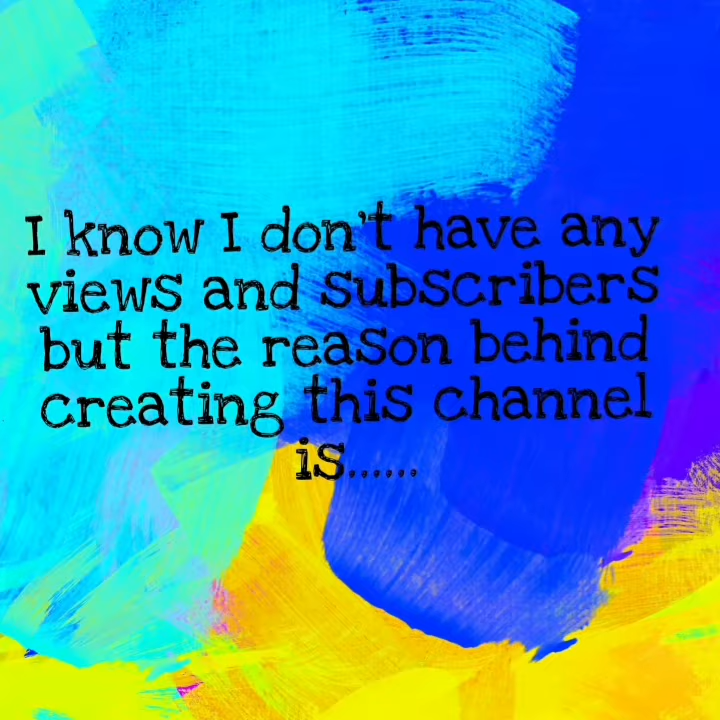 I know I don't have any
views and subscribers
but the reason behind
creating this channel
is......